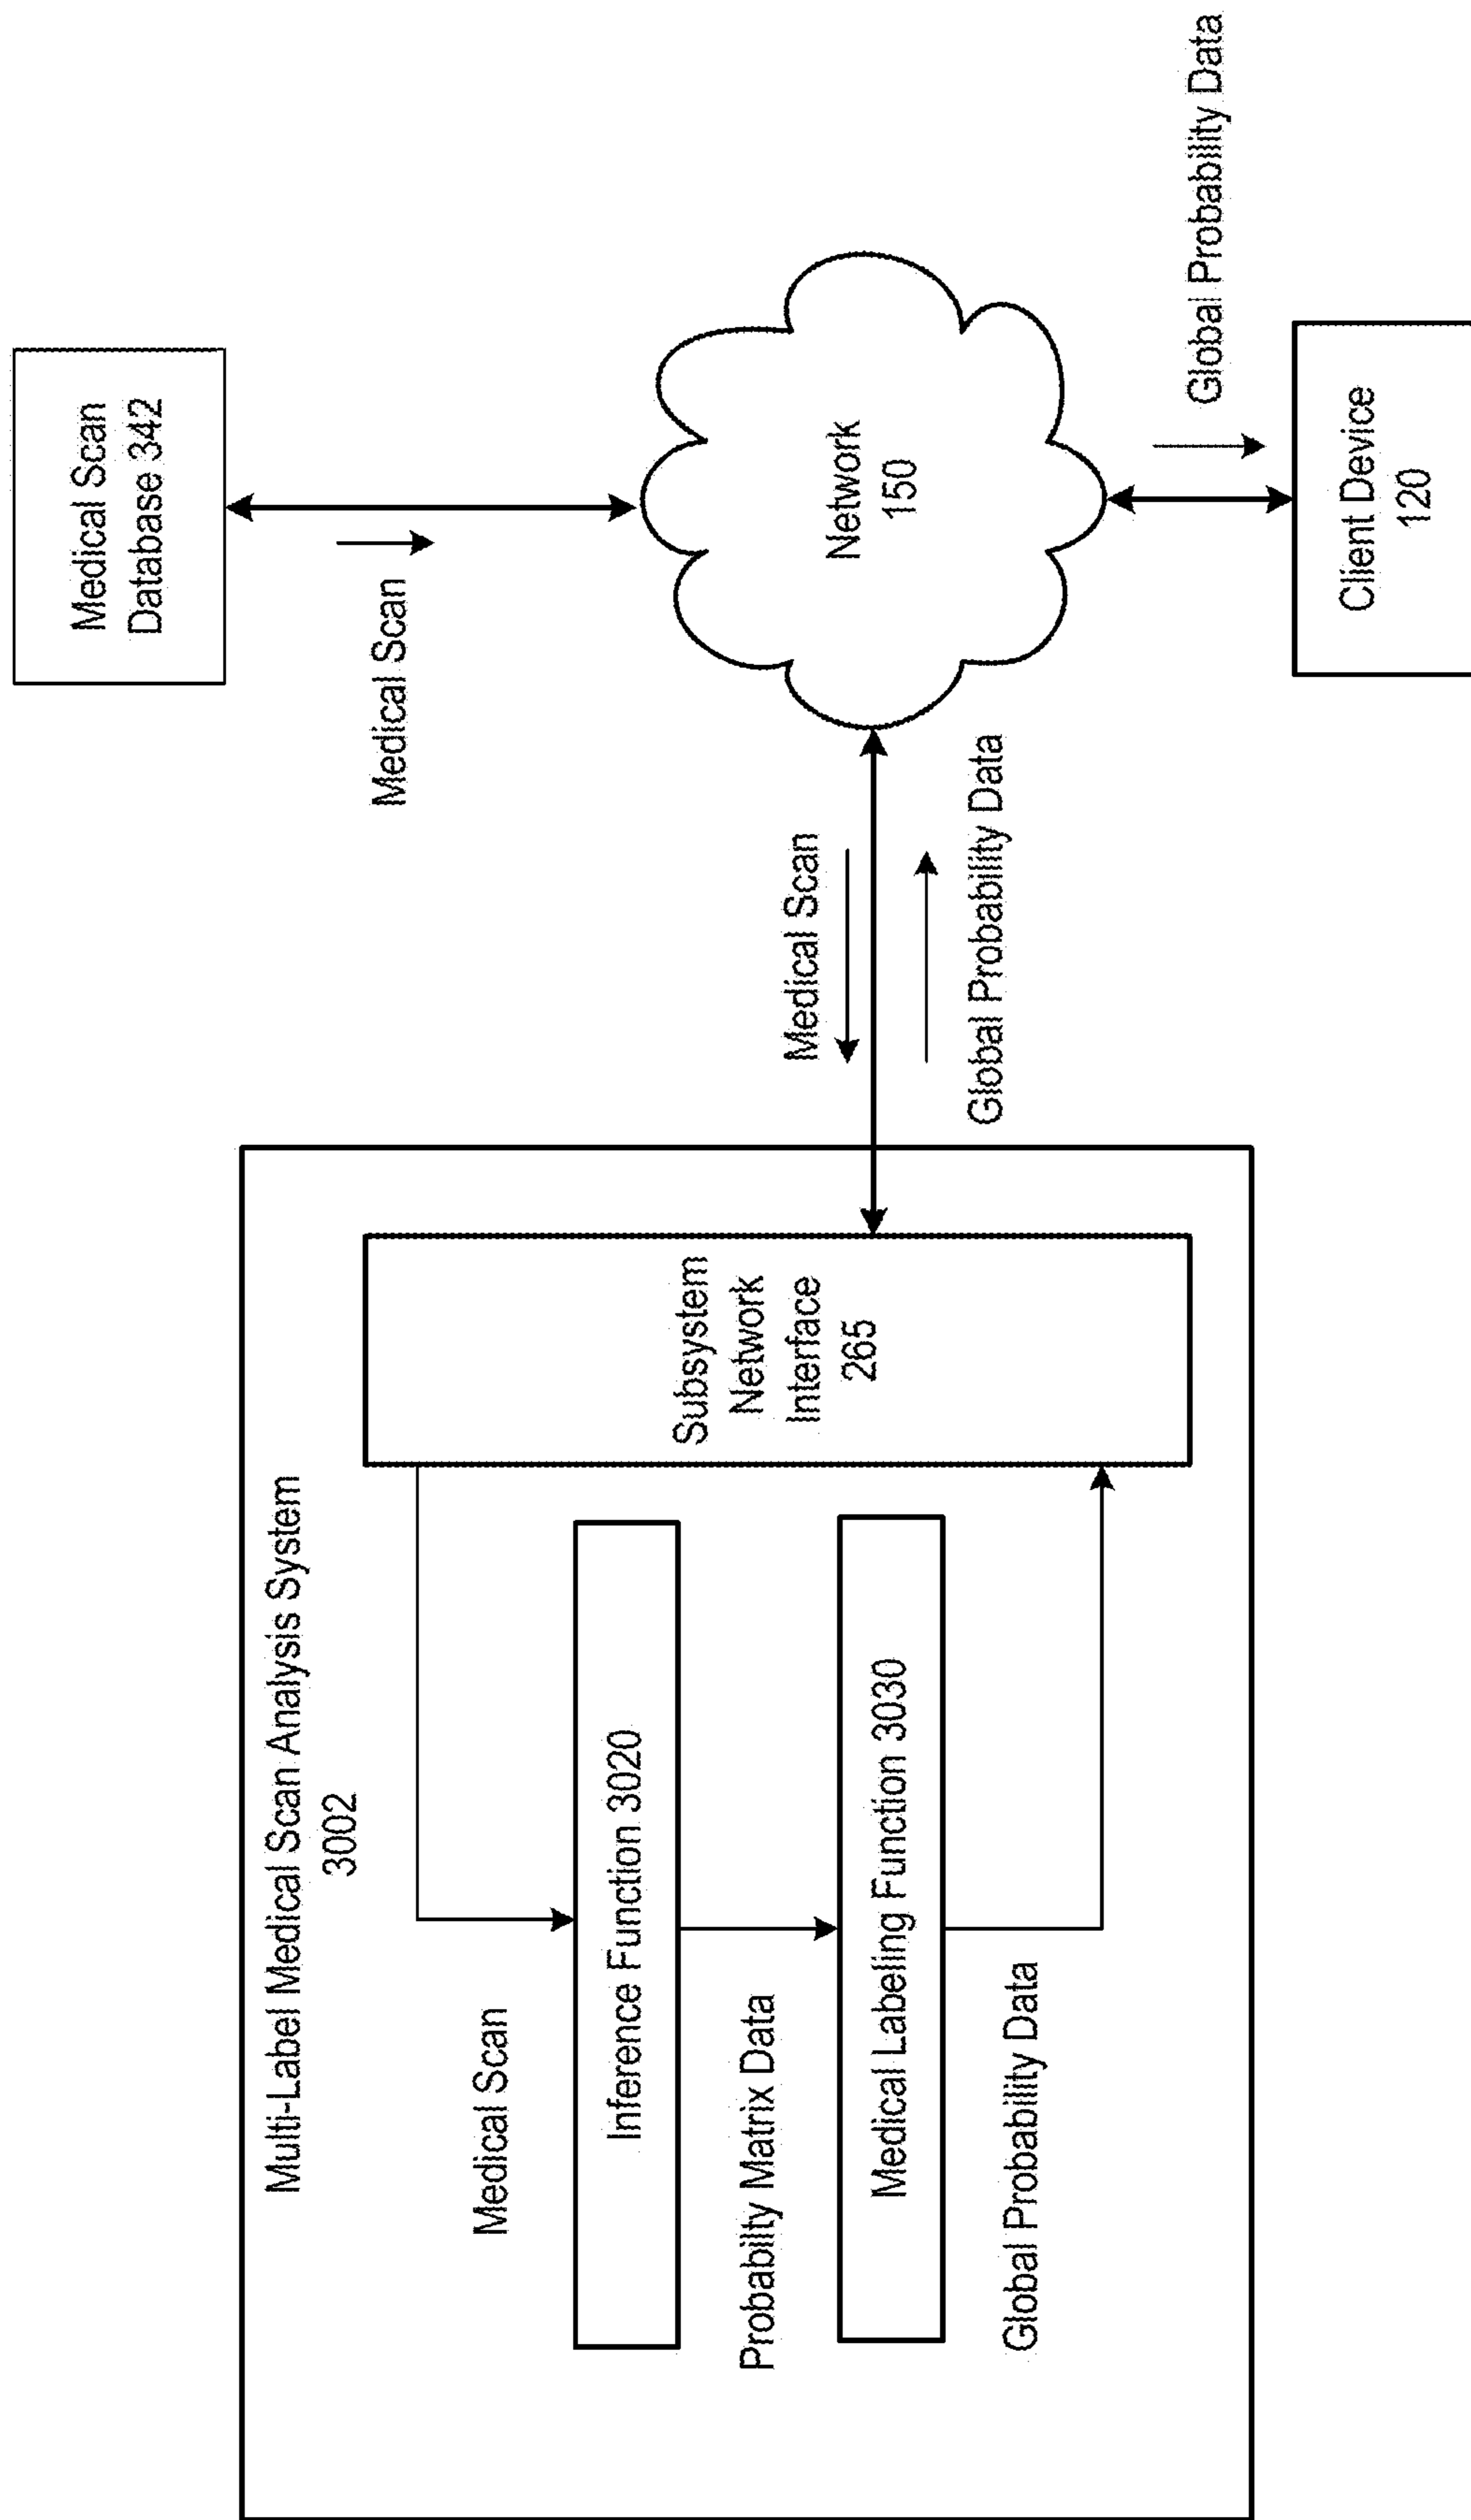 Multi-Label Medical Scan Analysis System
3002
Medical Scan
Inference Function 3020
Probability Matrix Data
Medical Labeling Function 3030
Global Probability Data
Subsystem
Network
Interface
265
Medical Scan
Global Probability Data
Medical Scan
Database 342
Medical Scan
Network
150
Global Probability Data
Client Device
120